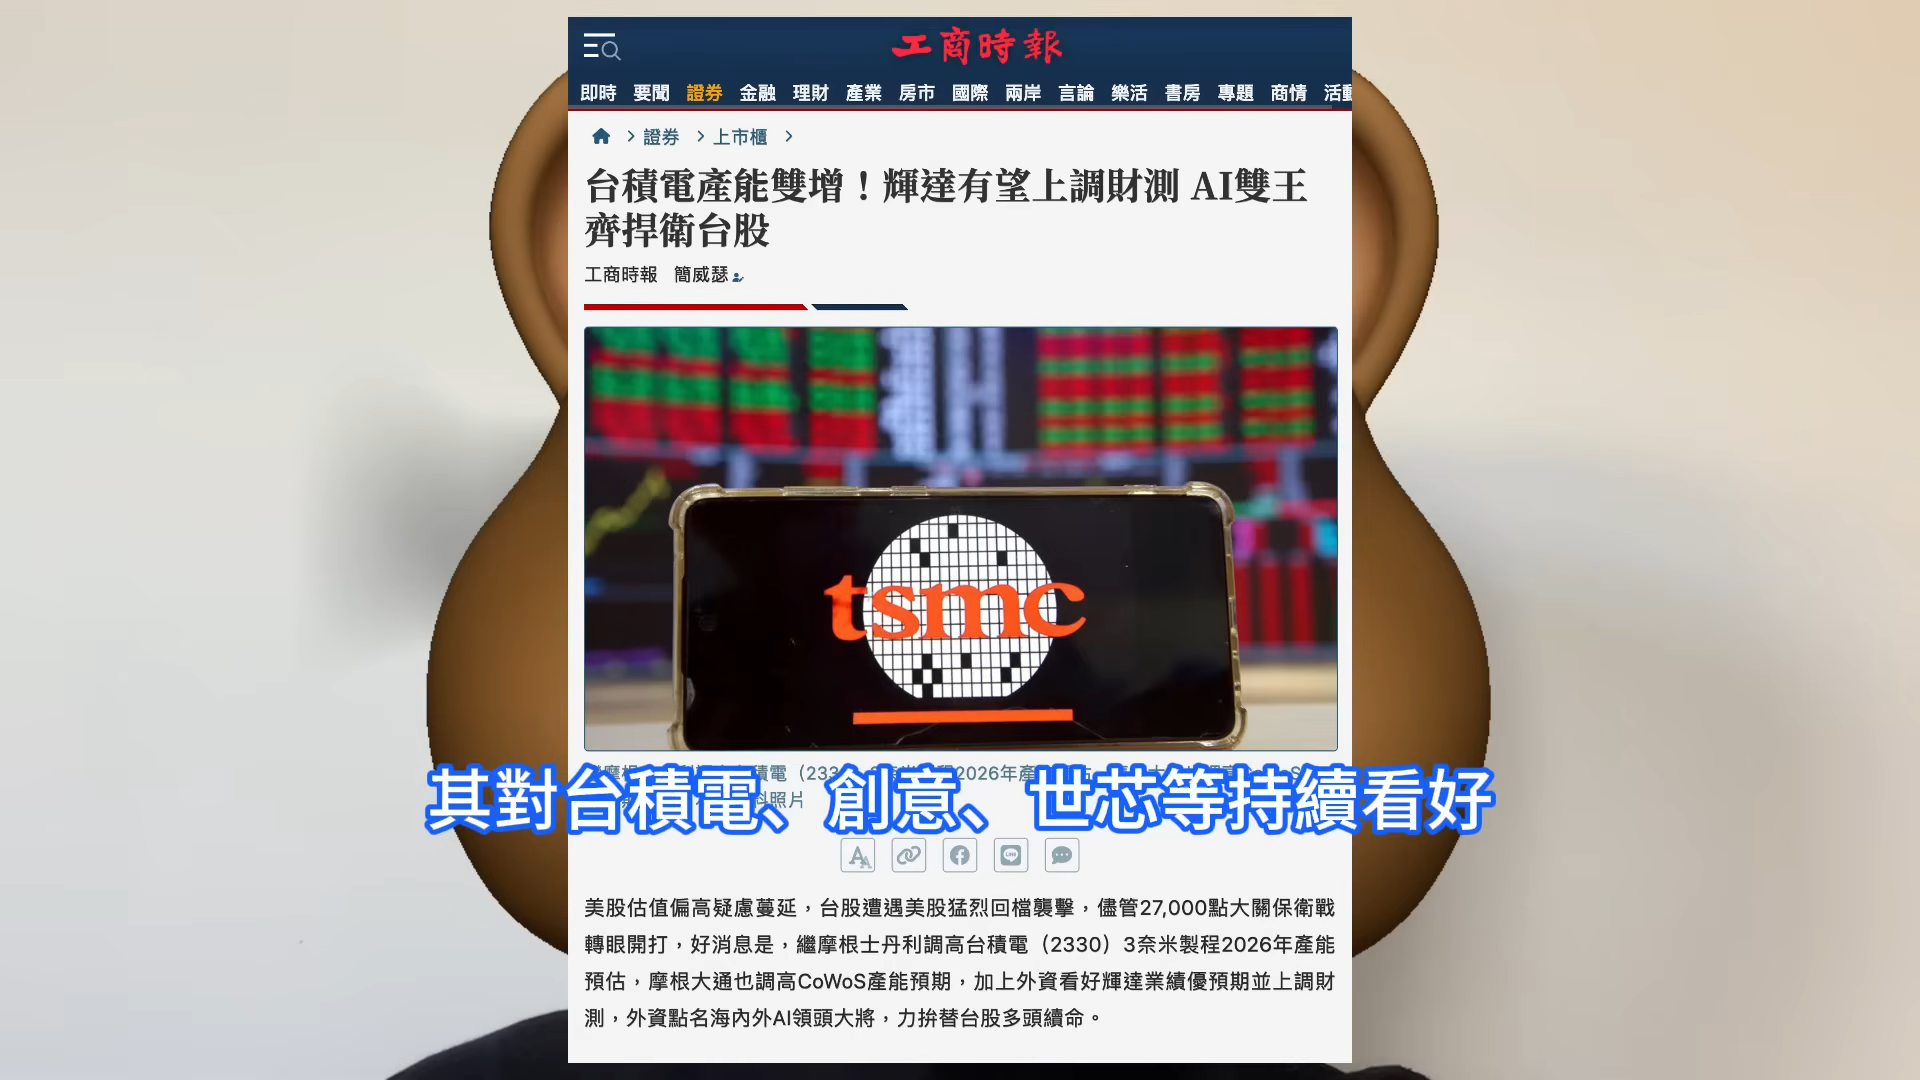 工商時報
即時 要聞 證券 金融 理財 產業 房市 國際 兩岸 言論 樂活 書房 專題 商情 活動
證券 > 上市櫃 >
台積電產能雙增！輝達有望上調財測 AI雙王
齊捍衛台股
工商時報 簡威瑟
tsmc
其對台積電、創意、世芯等持續看好
美股估值偏高疑慮蔓延，台股遭遇美股猛烈回檔襲擊，儘管27,000點大關保衛戰
轉眼開打，好消息是，繼摩根士丹利調高台積電（2330）3奈米製程2026年產能
預估，摩根大通也調高CoWoS產能預期，加上外資看好輝達業績優預期並上調財
測，外資點名海內外AI領頭大將，力拚替台股多頭續命。